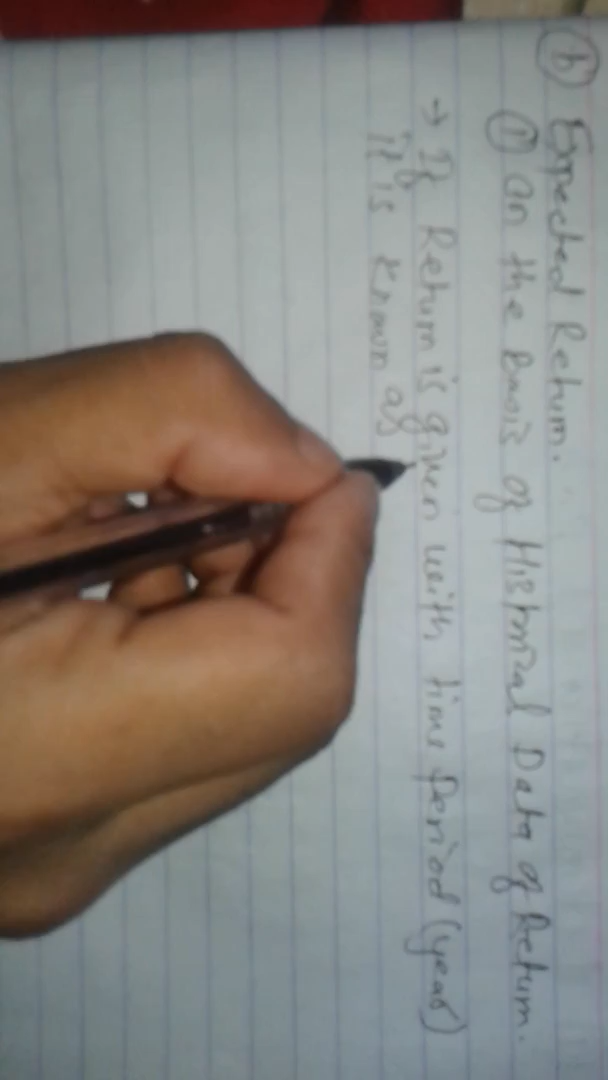 (b) Expected Return.
(1) on the Basis of Historical Data of Return.
→ If Return is given with time period (year)
it is known as